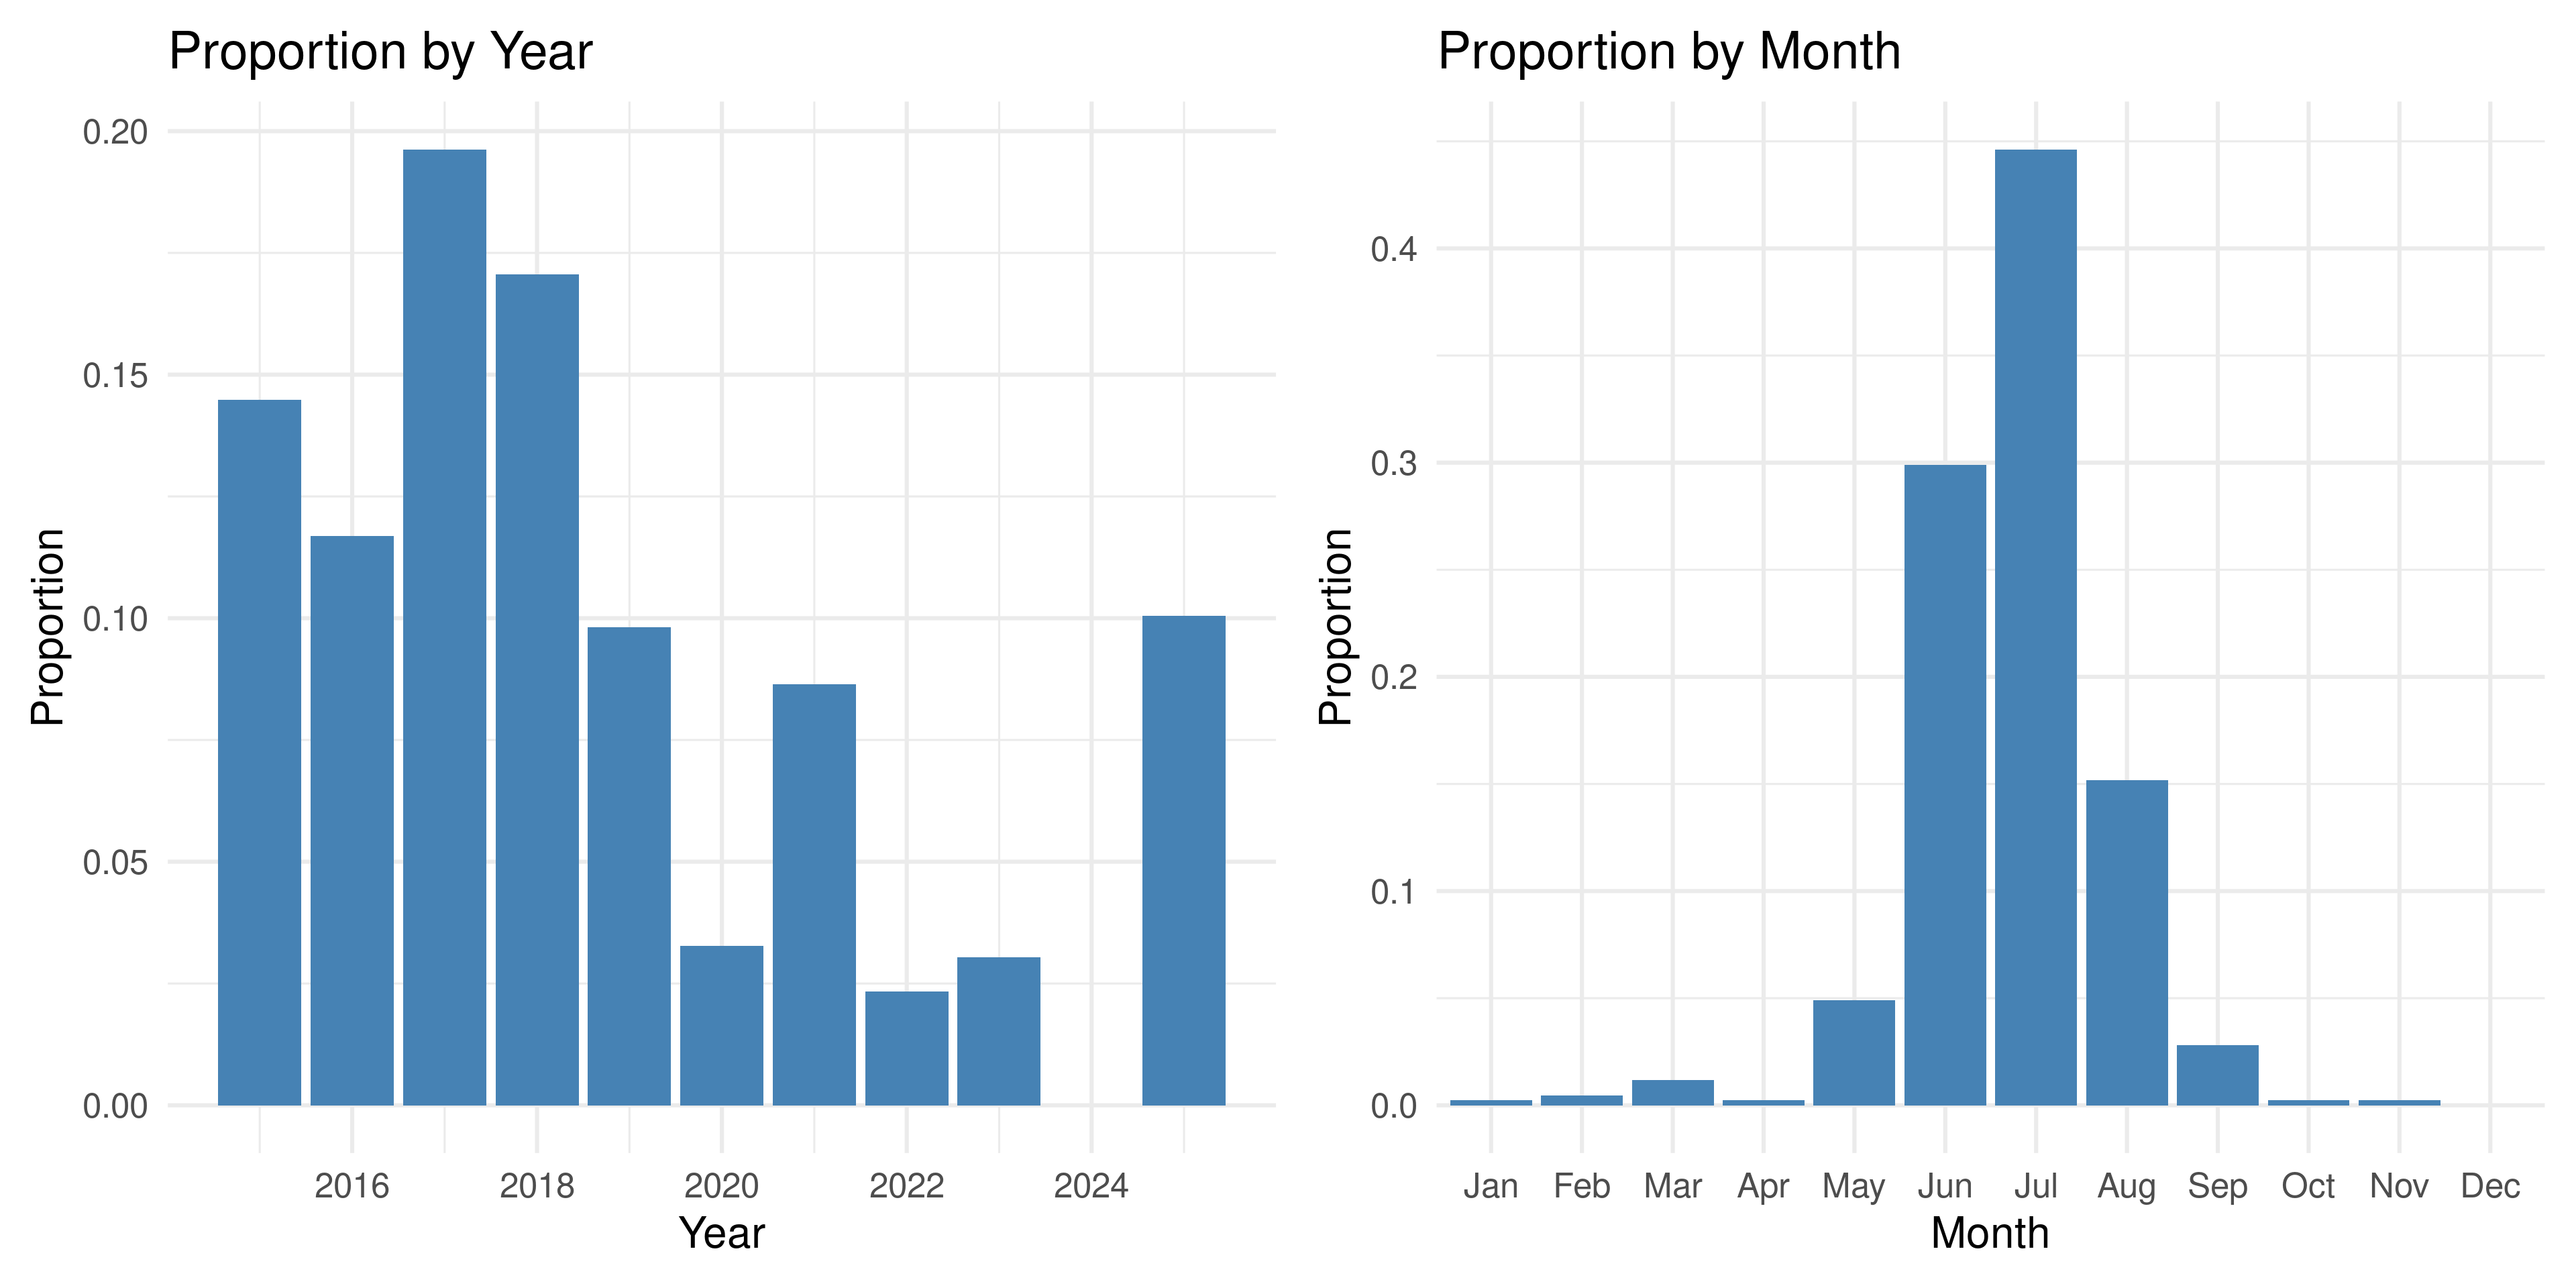 Proportion by Year
0.20
0.15
0.10
0.05
0.00
Proportion
2016 2018 2020 2022 2024
Year
Proportion by Month
0.4
0.3
0.2
0.1
0.0
Proportion
Jan Feb Mar Apr May Jun Jul Aug Sep Oct Nov Dec
Month